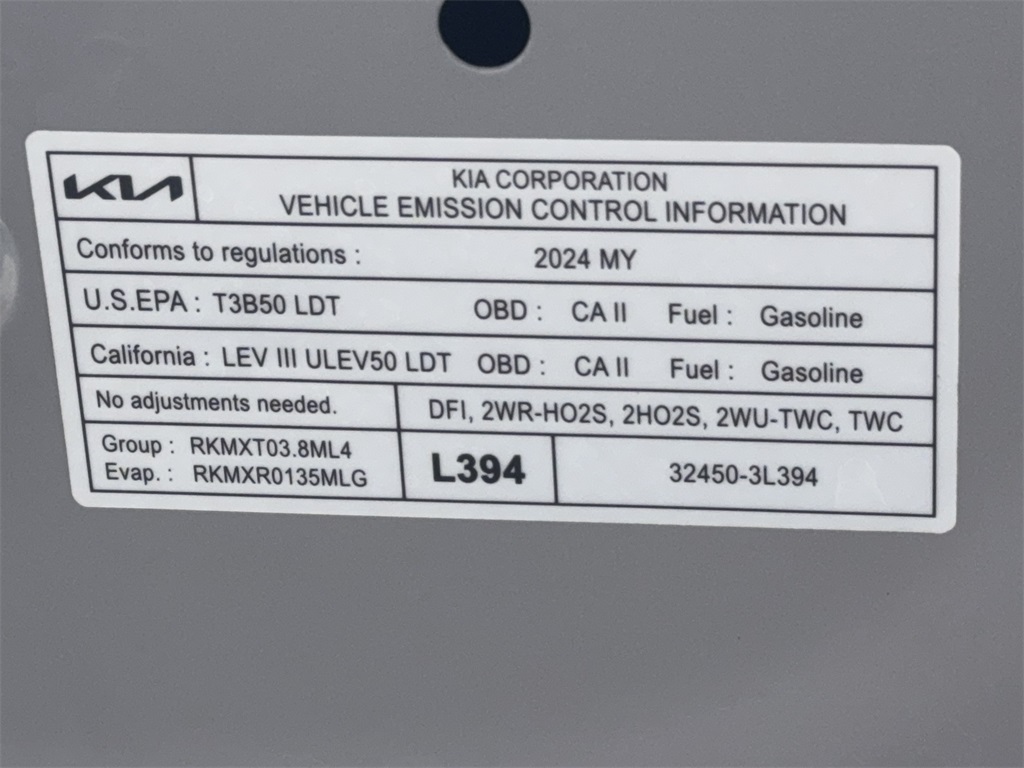 KIA
KIA CORPORATION
VEHICLE EMISSION CONTROL INFORMATION
Conforms to regulations : 2024 MY
U.S.EPA : T3B50 LDT OBD : CA II Fuel : Gasoline
California : LEV III ULEV50 LDT OBD : CA II Fuel : Gasoline
No adjustments needed. DFI, 2WR-HO2S, 2HO2S, 2WU-TWC, TWC
Group : RKMXT03.8ML4
Evap. : RKMXR0135MLG
L394 32450-3L394